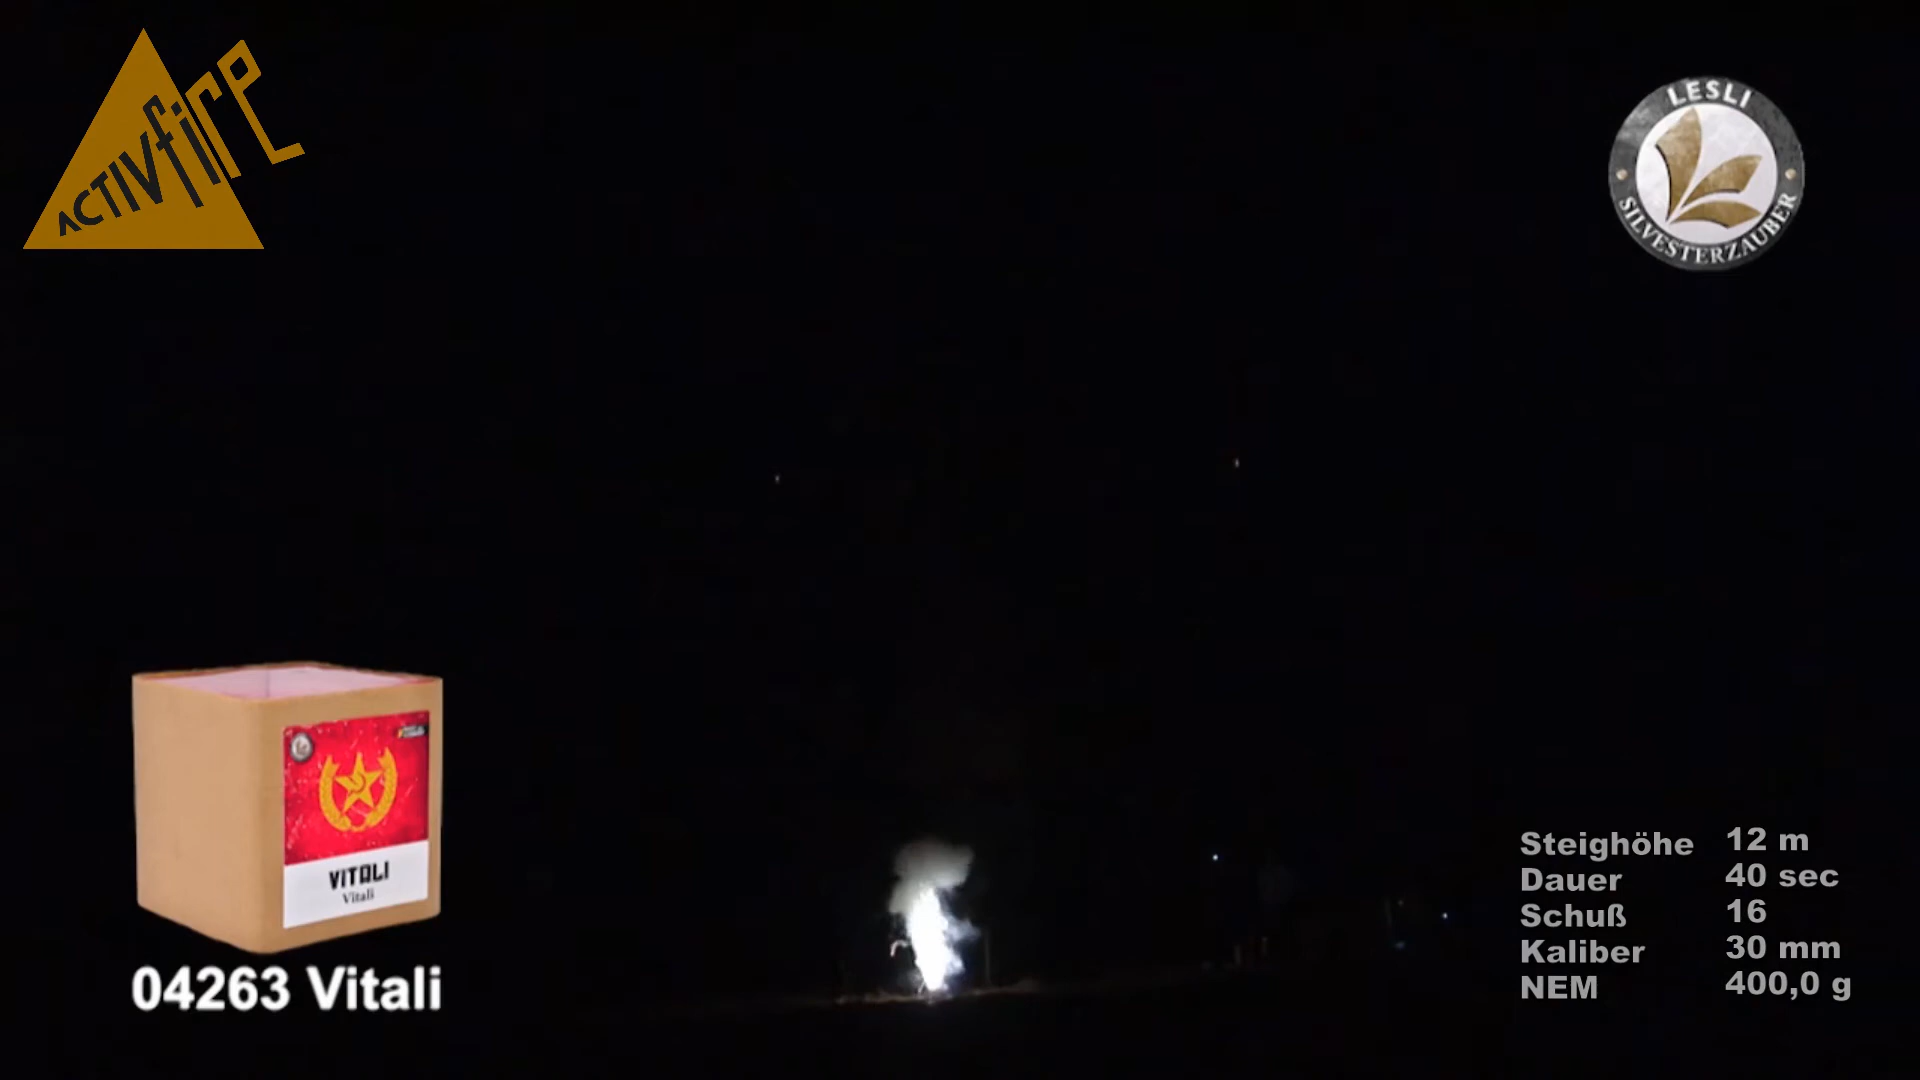 ACTIVfire
LESLI
SILVESTERZAUBER
VITALI
Vitali
04263 Vitali
Steighöhe 12 m
Dauer 40 sec
Schuß 16
Kaliber 30 mm
NEM 400,0 g